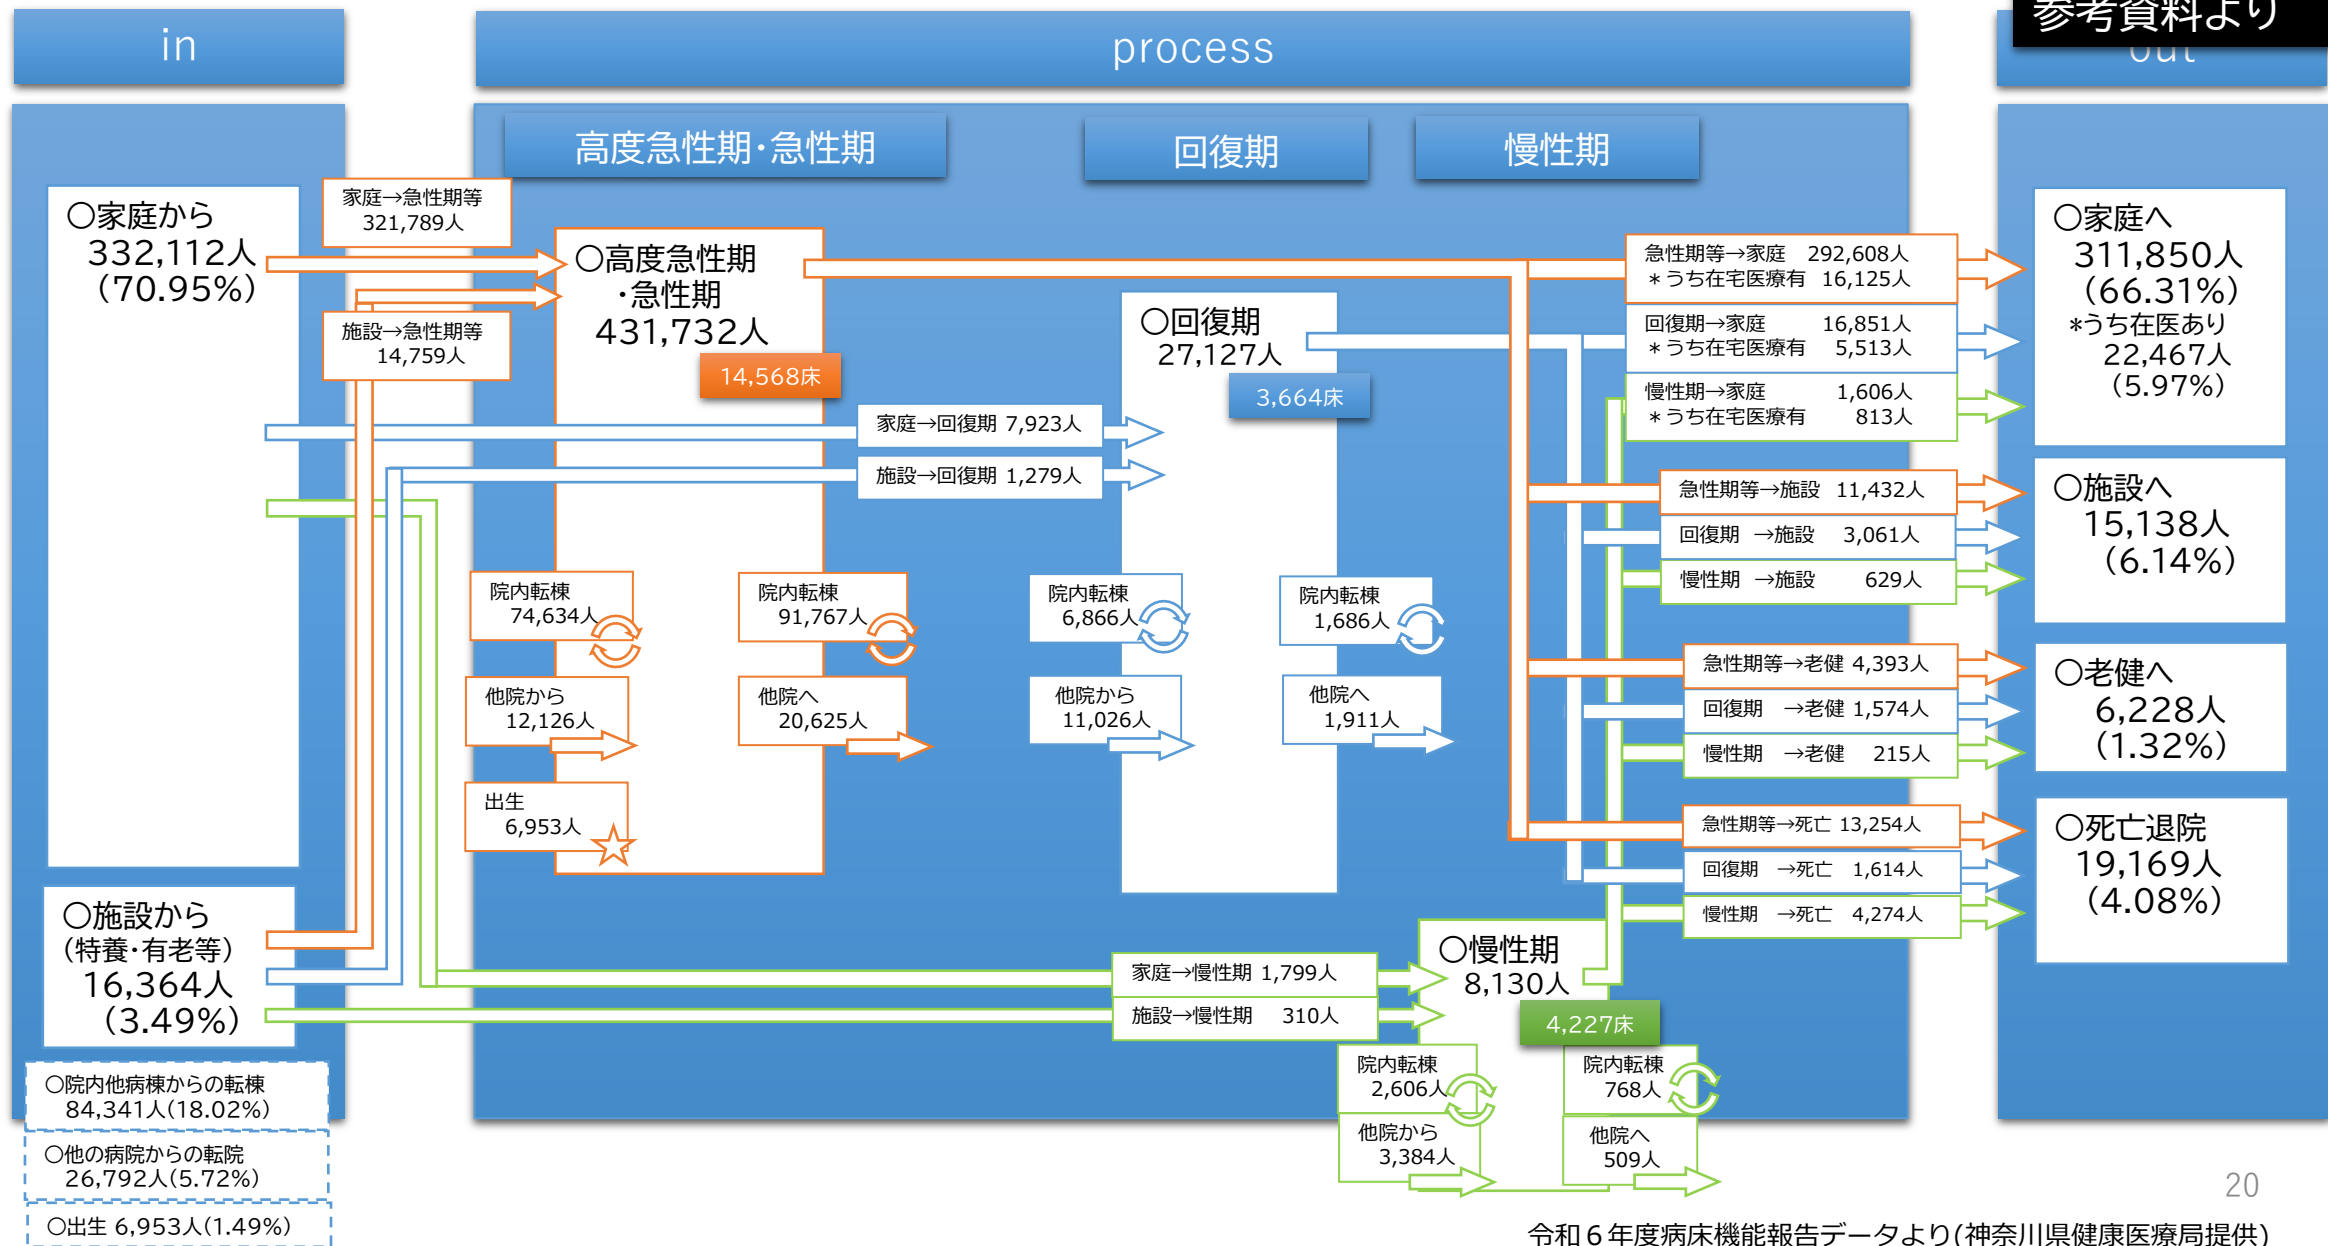 参考資料より
in
process
out
高度急性期・急性期
回復期
慢性期
〇家庭から
332,112人
(70.95%)
家庭→急性期等
321,789人
施設→急性期等
14,759人
〇高度急性期
・急性期
431,732人
14,568床
〇回復期
27,127人
3,664床
家庭→回復期 7,923人
施設→回復期 1,279人
院内転棟
74,634人
院内転棟
91,767人
院内転棟
6,866人
院内転棟
1,686人
他院から
12,126人
他院へ
20,625人
他院から
11,026人
他院へ
1,911人
出生
6,953人
急性期等→家庭 292,608人
＊うち在宅医療有 16,125人
回復期→家庭 16,851人
＊うち在宅医療有 5,513人
慢性期→家庭 1,606人
＊うち在宅医療有 813人
急性期等→施設 11,432人
回復期 →施設 3,061人
慢性期 →施設 629人
急性期等→老健 4,393人
回復期 →老健 1,574人
慢性期 →老健 215人
急性期等→死亡 13,254人
回復期 →死亡 1,614人
慢性期 →死亡 4,274人
〇家庭へ
311,850人
(66.31%)
*うち在医あり
22,467人
(5.97%)
〇施設へ
15,138人
(6.14%)
〇老健へ
6,228人
(1.32%)
〇死亡退院
19,169人
(4.08%)
〇施設から
(特養・有老等)
16,364人
(3.49%)
家庭→慢性期 1,799人
施設→慢性期 310人
〇慢性期
8,130人
4,227床
院内転棟
2,606人
院内転棟
768人
他院から
3,384人
他院へ
509人
〇院内他病棟からの転棟
84,341人(18.02%)
〇他の病院からの転院
26,792人(5.72%)
〇出生 6,953人(1.49%)
20
令和６年度病床機能報告データより(神奈川県健康医療局提供)